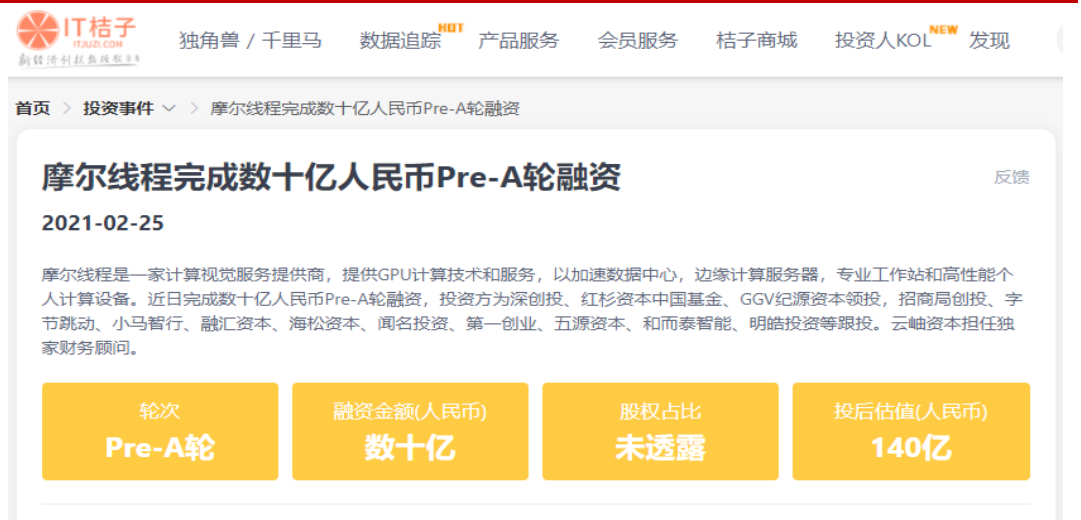 IT桔子
ITJUZI.COM
新经济创投数据服务商
独角兽 / 千里马
数据追踪 HOT
产品服务
会员服务
桔子商城
投资人KOL NEW
发现
首页 > 投资事件 > 摩尔线程完成数十亿人民币Pre-A轮融资
摩尔线程完成数十亿人民币Pre-A轮融资
反馈
2021-02-25
摩尔线程是一家计算视觉服务提供商，提供GPU计算技术和服务，以加速数据中心，边缘计算服务器，专业工作站和高性能个
人计算设备。近日完成数十亿人民币Pre-A轮融资，投资方为深创投、红杉资本中国基金、GGV纪源资本领投，招商局创投、字
节跳动、小马智行、融汇资本、海松资本、闻名投资、第一创业、五源资本、和而泰智能、明皓投资等跟投。云岫资本担任独
家财务顾问。
轮次
Pre-A轮
融资金额(人民币)
数十亿
股权占比
未透露
投后估值(人民币)
140亿